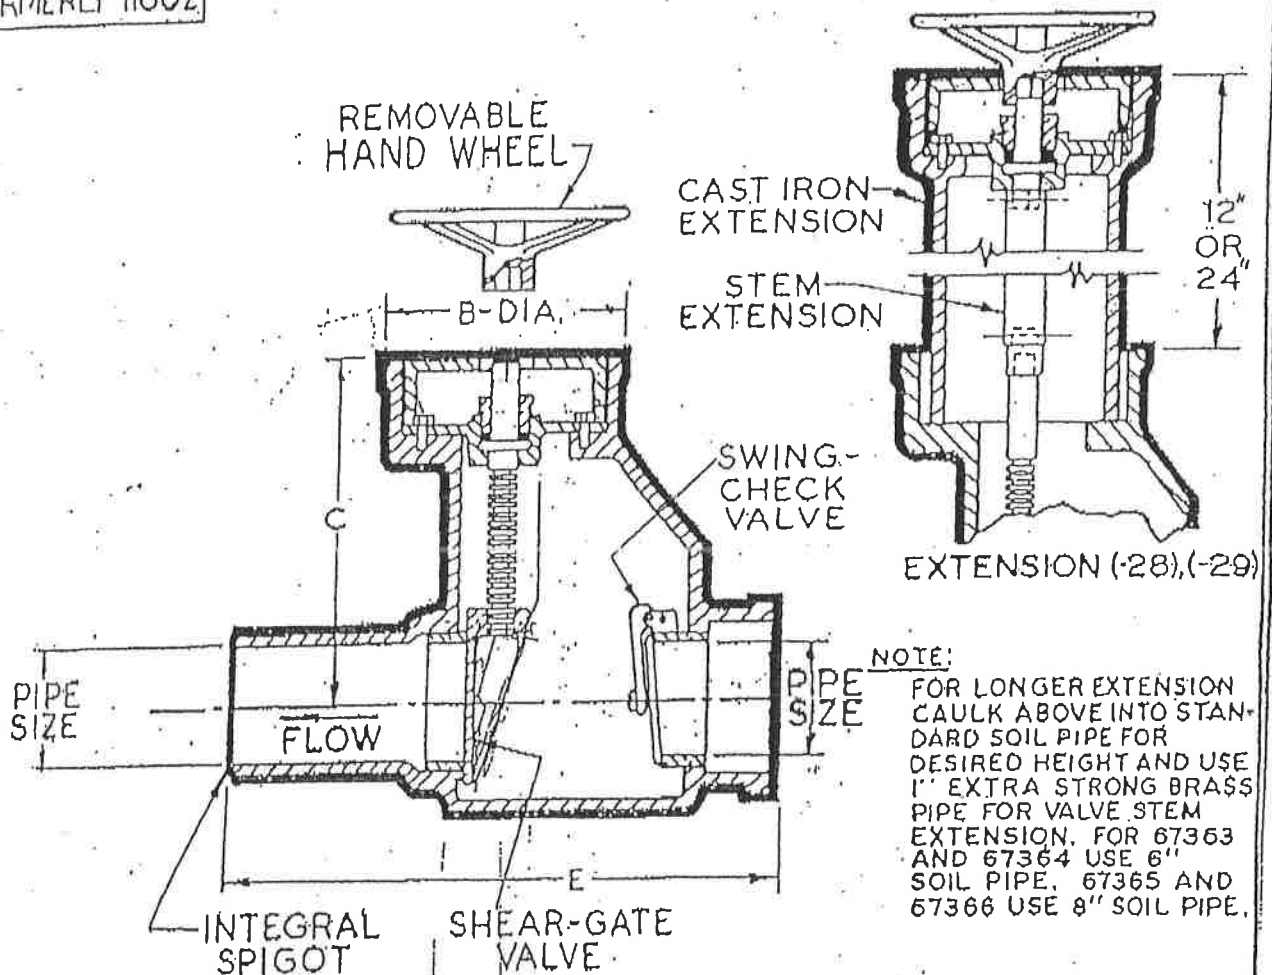 REMOVABLE
HAND WHEEL
B-DIA.
C
SWING-
CHECK
VALVE
PIPE
SIZE
FLOW
PIPE
SIZE
E
INTEGRAL
SPIGOT
SHEAR-GATE
VALVE
CAST IRON
EXTENSION
STEM
EXTENSION
12"
OR
24"
EXTENSION (-28),(-29)
NOTE:
FOR LONGER EXTENSION
CAULK ABOVE INTO STAN-
DARD SOIL PIPE FOR
DESIRED HEIGHT AND USE
1" EXTRA STRONG BRASS
PIPE FOR VALVE STEM
EXTENSION. FOR 67363
AND 67364 USE 6"
SOIL PIPE. 67365 AND
67366 USE 8" SOIL PIPE.